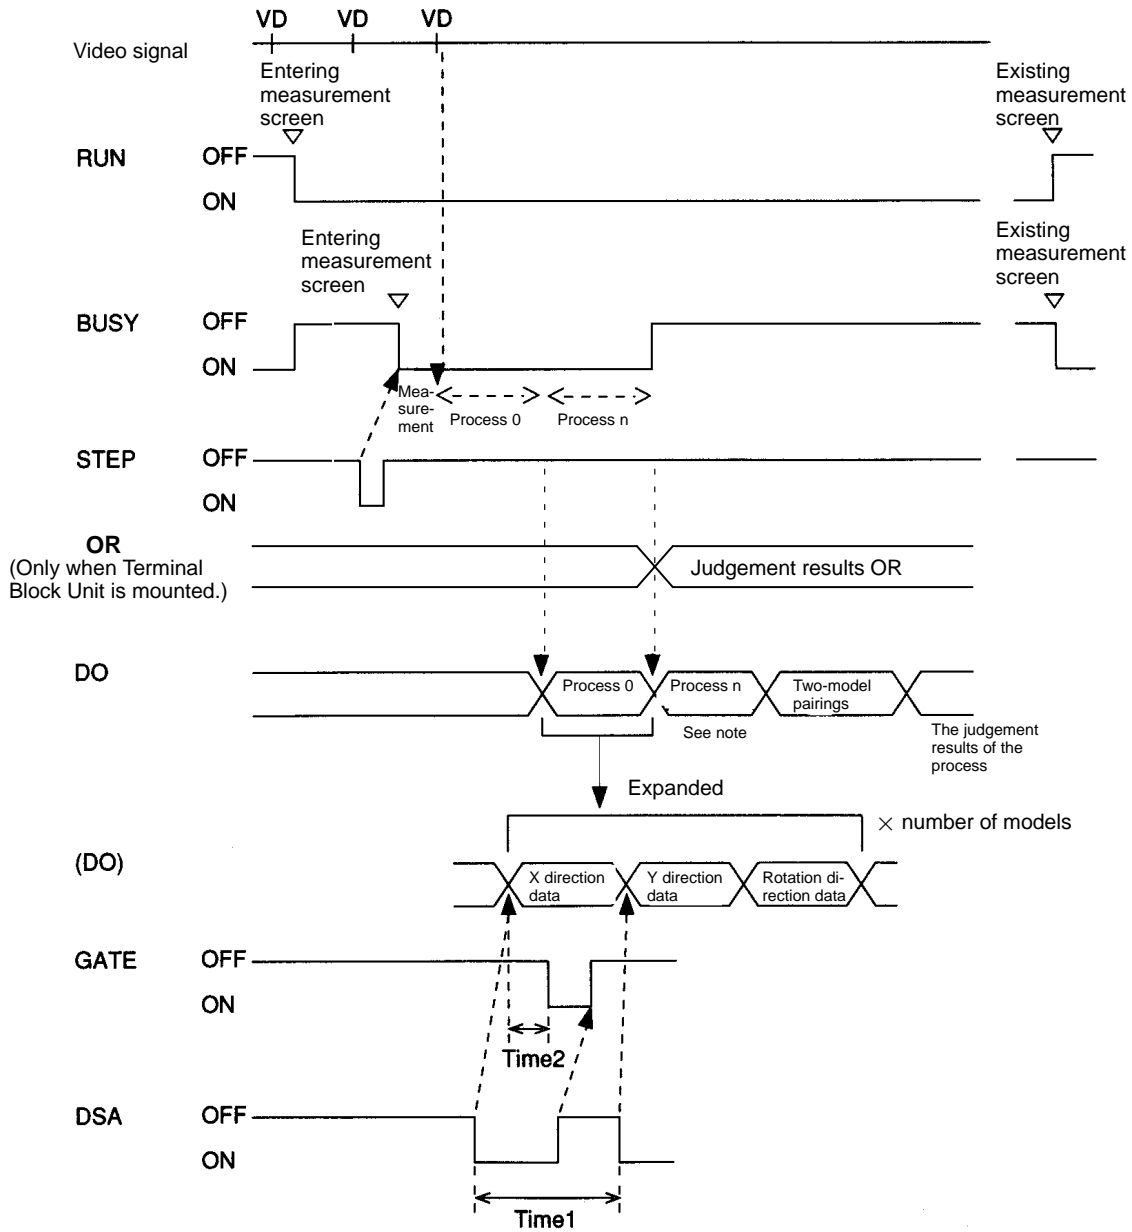 VD VD VD
Video signal
Entering
measurement
screen
Existing
measurement
screen
RUN OFF
ON
Entering
measurement
screen
Existing
measurement
screen
BUSY OFF
ON
Mea-
sure-
ment
Process 0 Process n
STEP OFF
ON
OR
(Only when Terminal
Block Unit is mounted.)
Judgement results OR
DO
Process 0
Process n
Two-model
pairings
See note
The judgement
results of the
process
Expanded
× number of models
(DO)
X direction
data
Y direction
data
Rotation di-
rection data
GATE OFF
ON
Time2
DSA OFF
ON
Time1